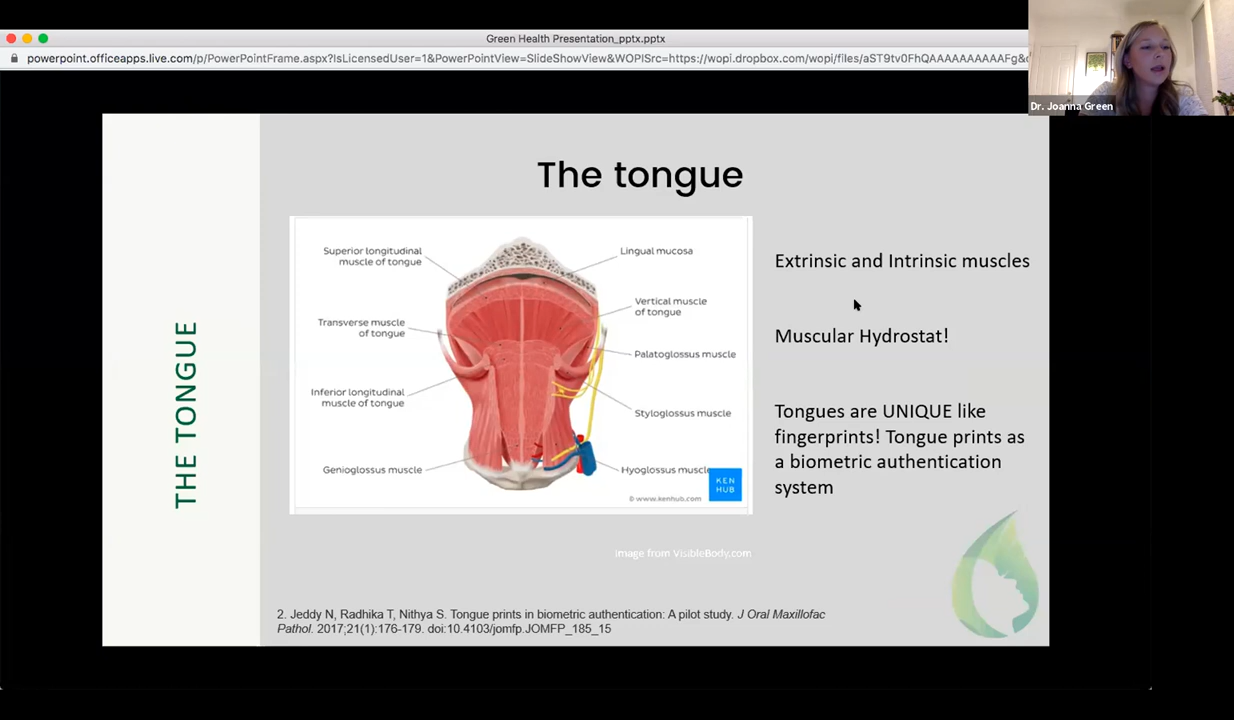 Green Health Presentation_pptx.pptx
powerpoint.officeapps.live.com/p/PowerPointFrame.aspx?IsLicensedUser=1&PowerPointView=SlideShowView&WOPISrc=https://wopi.dropbox.com/wopi/files/aST9tv0FhQAAAAAAAAAAFg&
Dr. Joanna Green
THE TONGUE
The tongue
Superior longitudinal
muscle of tongue
Transverse muscle
of tongue
Inferior longitudinal
muscle of tongue
Genioglossus muscle
Lingual mucosa
Vertical muscle
of tongue
Palatoglossus muscle
Styloglossus muscle
Hyoglossus muscle
KEN
HUB
© www.kenhub.com
Extrinsic and Intrinsic muscles
Muscular Hydrostat!
Tongues are UNIQUE like
fingerprints! Tongue prints as
a biometric authentication
system
Image from VisibleBody.com
2. Jeddy N, Radhika T, Nithya S. Tongue prints in biometric authentication: A pilot study. J Oral Maxillofac
Pathol. 2017;21(1):176-179. doi:10.4103/jomfp.JOMFP_185_15